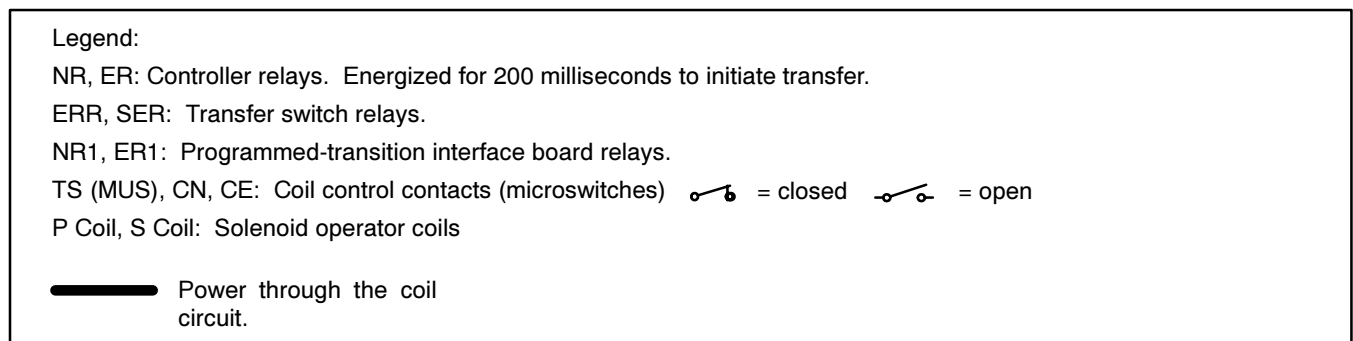 Legend:
NR, ER: Controller relays.  Energized for 200 milliseconds to initiate transfer.
ERR, SER:  Transfer switch relays.
NR1, ER1:  Programmed-transition interface board relays.
TS (MUS), CN, CE:  Coil control contacts (microswitches) = closed = open
P Coil, S Coil:  Solenoid operator coils
Power through the coil
circuit.